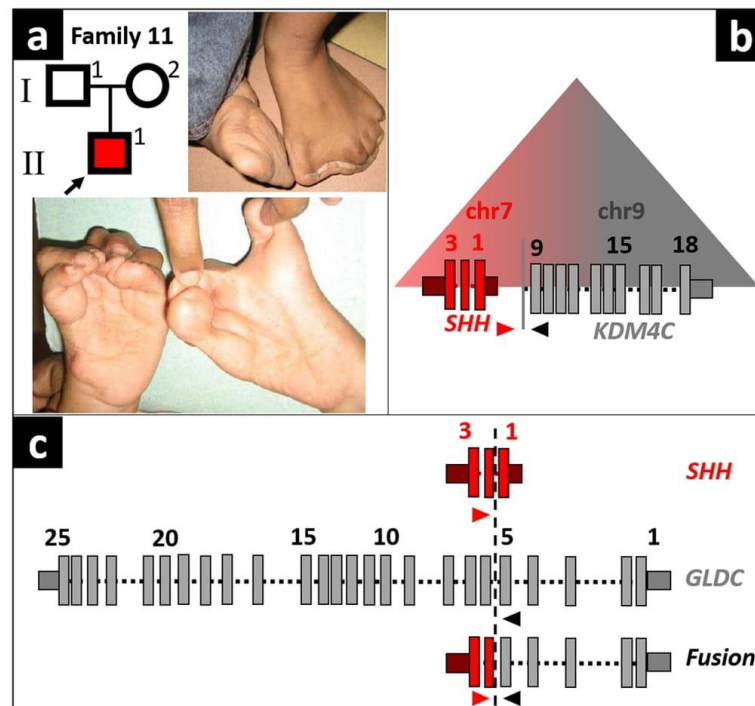 a
Family 11
1
2
I
1
II
b
chr7
chr9
3 1
9
15
18
SHH
KDM4C
c
3 1
SHH
25 20 15 10 5 1
GLDC
Fusion